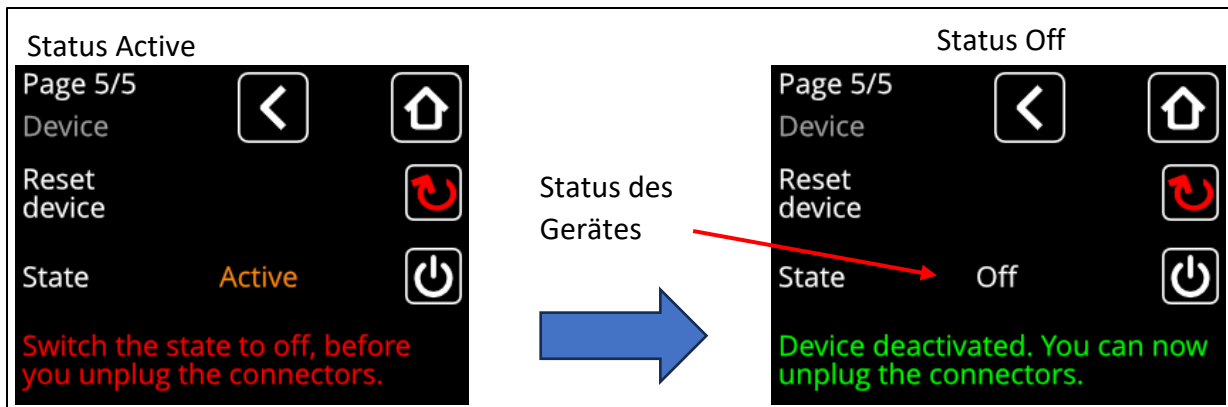 Status Active
Page 5/5
Device
Reset
device
State Active
Switch the state to off, before
you unplug the connectors.
Status des
Gerätes
Status Off
Page 5/5
Device
Reset
device
State Off
Device deactivated. You can now
unplug the connectors.